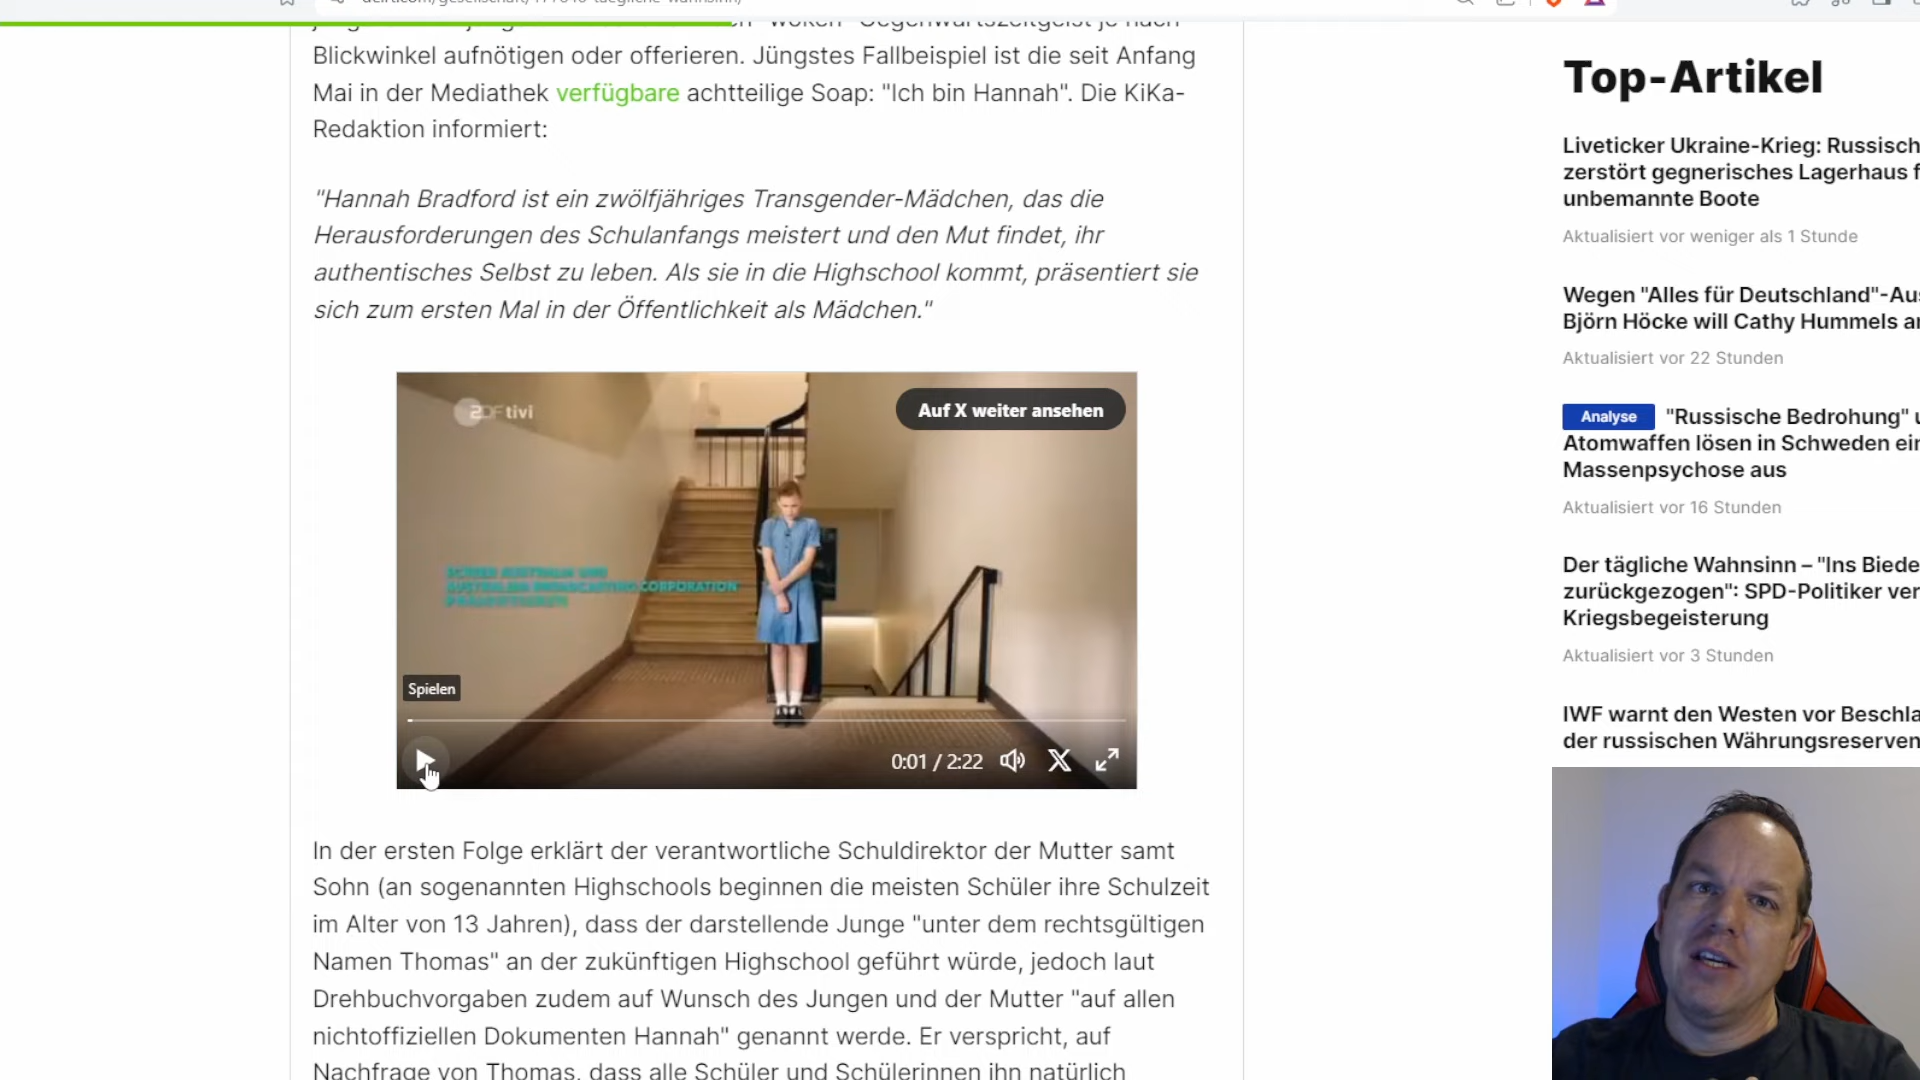 Blickwinkel aufnötigen oder offerieren. Jüngstes Fallbeispiel ist die seit Anfang
Mai in der Mediathek verfügbare achtteilige Soap: "Ich bin Hannah". Die KiKa-
Redaktion informiert:
"Hannah Bradford ist ein zwölfjähriges Transgender-Mädchen, das die
Herausforderungen des Schulanfangs meistert und den Mut findet, ihr
authentisches Selbst zu leben. Als sie in die Highschool kommt, präsentiert sie
sich zum ersten Mal in der Öffentlichkeit als Mädchen."
ZDFtivi
Auf X weiter ansehen
SCREEN AUSTRALIA UND
AUSTRALIAN BROADCASTING CORPORATION
Spielen
0:01 / 2:22
In der ersten Folge erklärt der verantwortliche Schuldirektor der Mutter samt
Sohn (an sogenannten Highschools beginnen die meisten Schüler ihre Schulzeit
im Alter von 13 Jahren), dass der darstellende Junge "unter dem rechtsgültigen
Namen Thomas" an der zukünftigen Highschool geführt würde, jedoch laut
Drehbuchvorgaben zudem auf Wunsch des Jungen und der Mutter "auf allen
nichtoffiziellen Dokumenten Hannah" genannt werde. Er verspricht, auf
Nachfrage von Thomas, dass alle Schüler und Schülerinnen ihn natürlich
Top-Artikel
Liveticker Ukraine-Krieg: Russisch
zerstört gegnerisches Lagerhaus f
unbemannte Boote
Aktualisiert vor weniger als 1 Stunde
Wegen "Alles für Deutschland"-Au
Björn Höcke will Cathy Hummels a
Aktualisiert vor 22 Stunden
Analyse "Russische Bedrohung" u
Atomwaffen lösen in Schweden ei
Massenpsychose aus
Aktualisiert vor 16 Stunden
Der tägliche Wahnsinn – "Ins Biede
zurückgezogen": SPD-Politiker ver
Kriegsbegeisterung
Aktualisiert vor 3 Stunden
IWF warnt den Westen vor Beschla
der russischen Währungsreserven